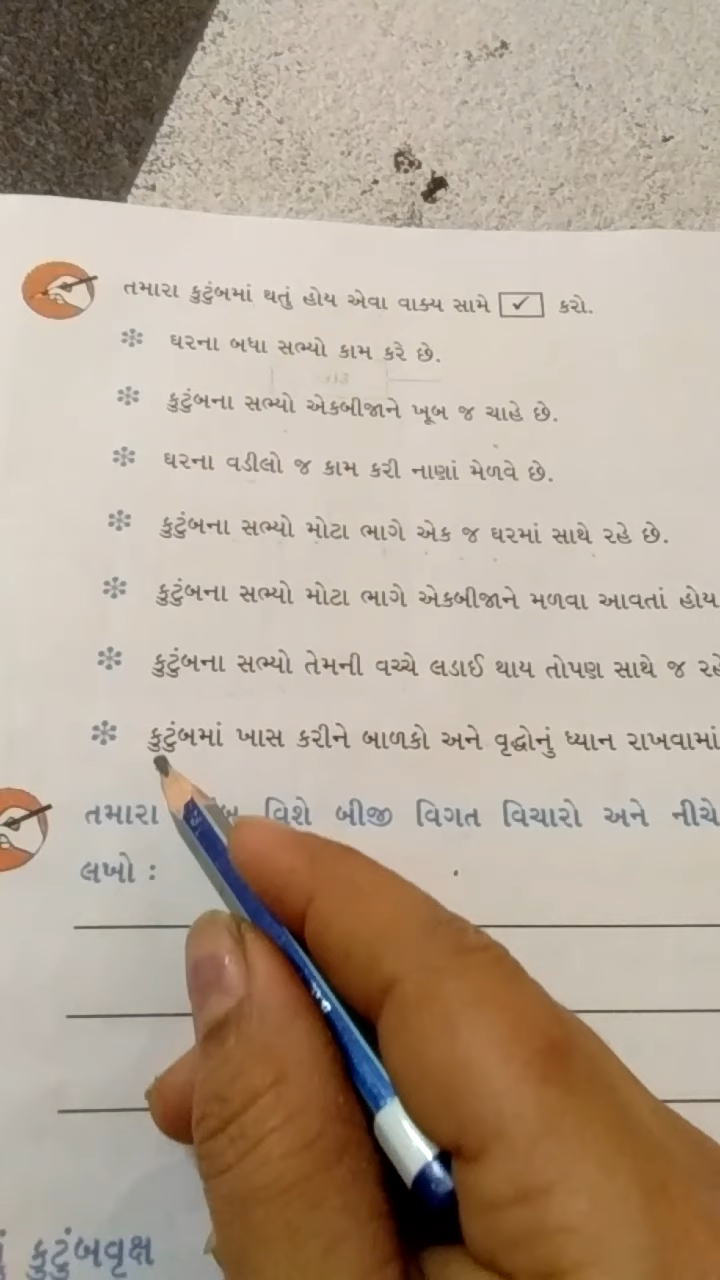 તમારા કુટુંબમાં થતું હોય એવા વાક્ય સામે ✓ કરો.
ઘરના બધા સભ્યો કામ કરે છે.
કુટુંબના સભ્યો એકબીજાને ખૂબ જ ચાહે છે.
ઘરના વડીલો જ કામ કરી નાણાં મેળવે છે.
કુટુંબના સભ્યો મોટા ભાગે એક જ ઘરમાં સાથે રહે છે.
કુટુંબના સભ્યો મોટા ભાગે એકબીજાને મળવા આવતાં હોય
કુટુંબના સભ્યો તેમની વચ્ચે લડાઈ થાય તોપણ સાથે જ
કુટુંબમાં ખાસ કરીને બાળકો અને વૃદ્ધોનું ધ્યાન રાખવામાં
તમારા વિશે બીજી વિગત વિચારો અને નીચે
લખો :
કુટુંબવૃક્ષ